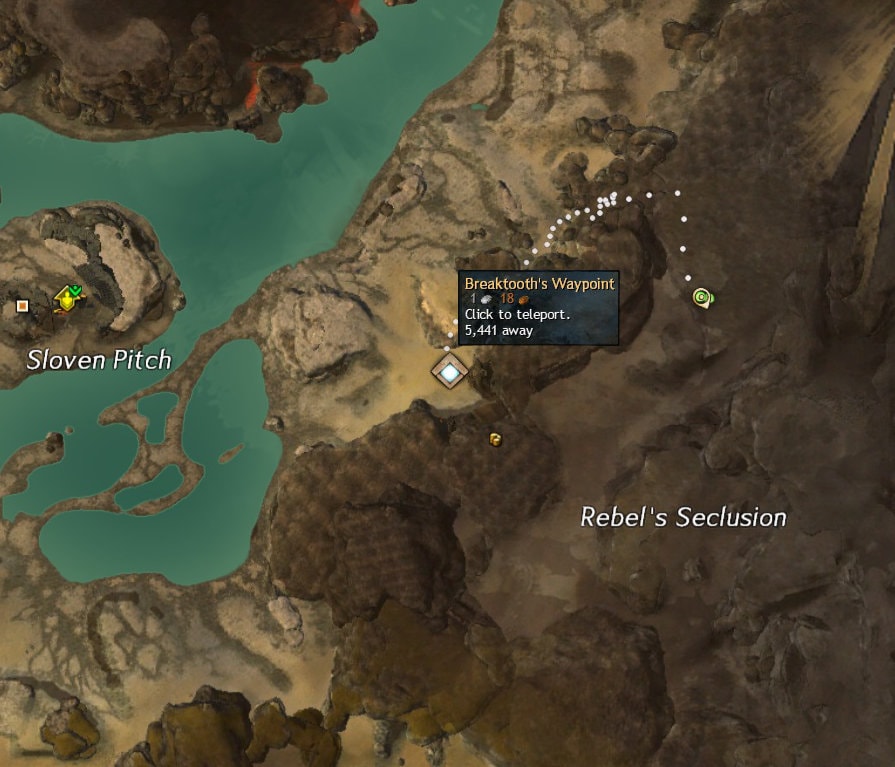 Breaktooth's Waypoint
1 18
Click to teleport.
5,441 away
Sloven Pitch
Rebel's Seclusion